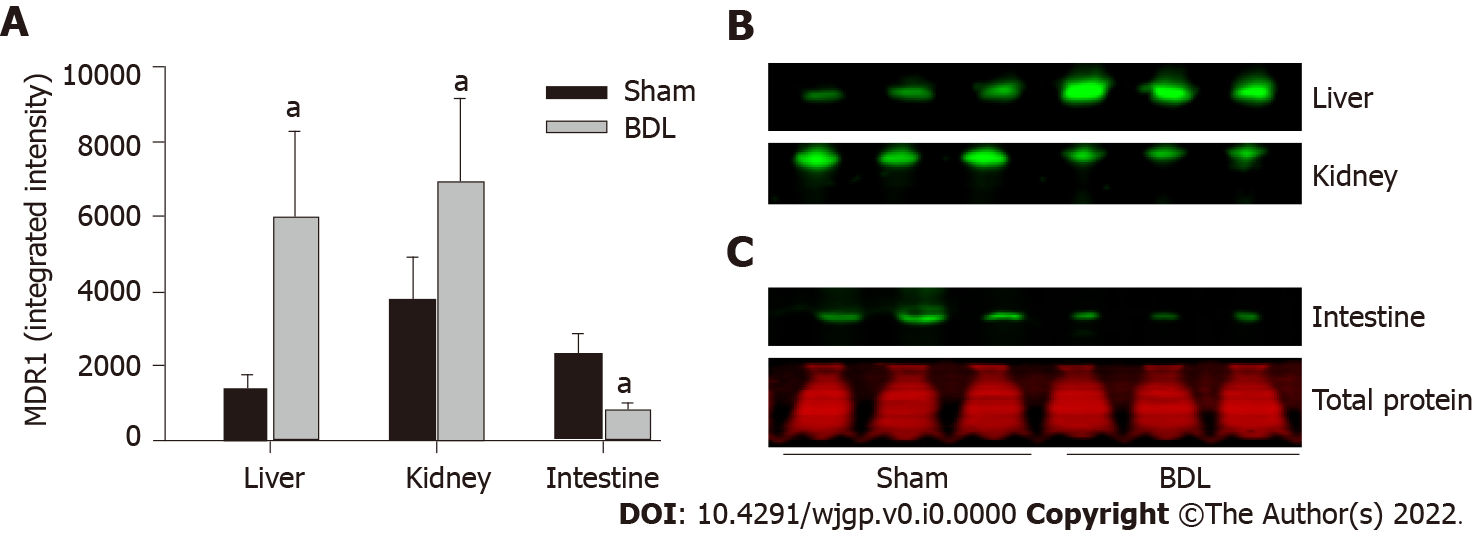 A
MDR1 (integrated intensity)
10000
8000
6000
4000
2000
0
a
a
a
Sham
BDL
Liver
Kidney
Intestine
B
Liver
Kidney
C
Intestine
Total protein
Sham
BDL
DOI: 10.4291/wjgp.v0.i0.0000 Copyright ©The Author(s) 2022.